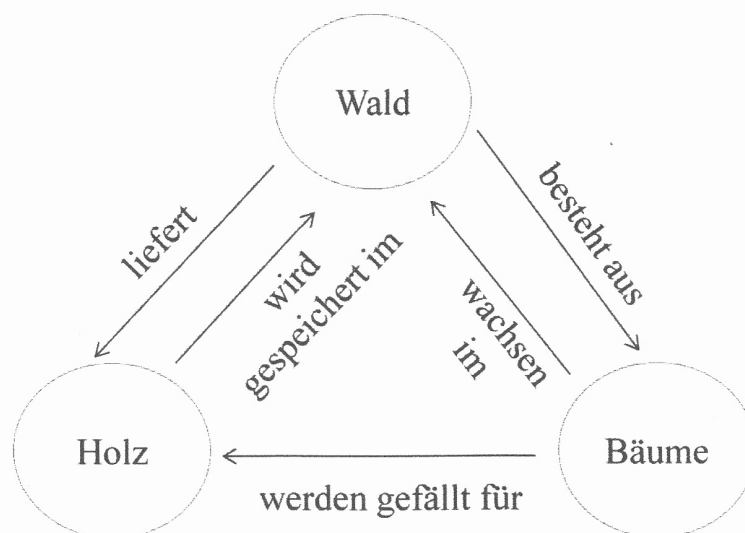 Wald
liefert
wird
gespeichert im
wachsen
im
besteht aus
Holz
Bäume
werden gefällt für